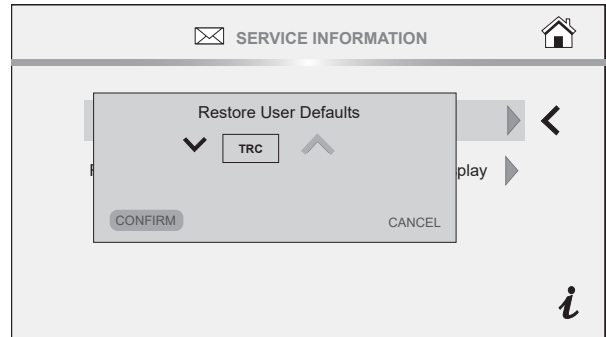 SERVICE INFORMATION
Restore User Defaults
TRC
play
CONFIRM
CANCEL
i